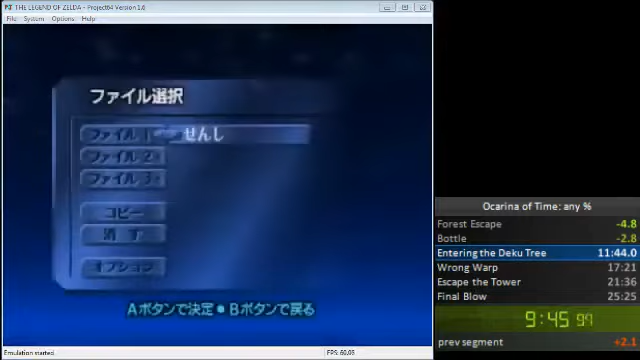 THE LEGEND OF ZELDA - Project64 Version 1.6
File System Options Help
ファイル選択
ファイル 1 せんし
ファイル 2
ファイル 3
コピー
消す
オプション
Aボタンで決定●Bボタンで戻る
Emulation started FPS: 60.03
Ocarina of Time: any %
Forest Escape -4.8
Bottle -2.8
Entering the Deku Tree 11:44.0
Wrong Warp 17:21
Escape the Tower 21:36
Final Blow 25:25
9:45
prev segment +2.1